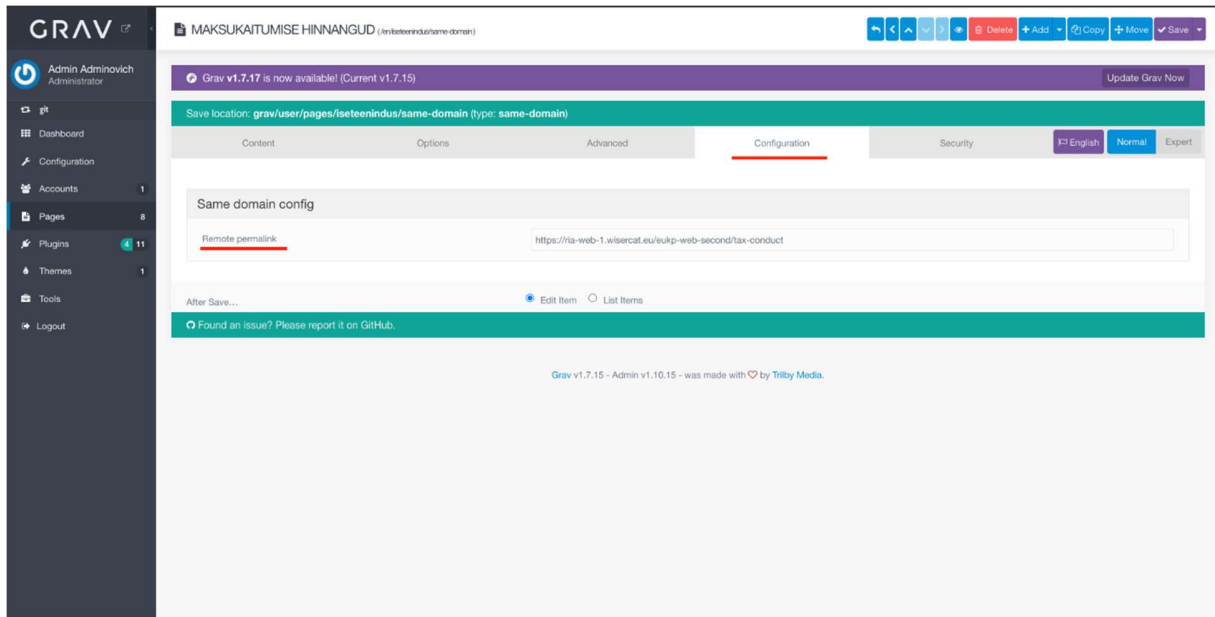 GRAV
MAKSUKAITUMISE HINNANGUD (/en/iseteenindus/same-domain)
Delete
Add
Copy
Move
Save
Admin Adminovich
Administrator
Grav v1.7.17 is now available! (Current v1.7.15)
Update Grav Now
git
Save location: grav/user/pages/iseteenindus/same-domain (type: same-domain)
Dashboard
Content
Options
Advanced
Configuration
Security
English
Normal
Expert
Configuration
Accounts 1
Pages 8
Plugins 4 11
Themes 1
Tools
Logout
Same domain config
Remote permalink
https://ria-web-1.wisercat.eu/eukp-web-second/tax-conduct
After Save...
Edit Item
List Items
Found an issue? Please report it on GitHub.
Grav v1.7.15 - Admin v1.10.15 - was made with by Trilby Media.